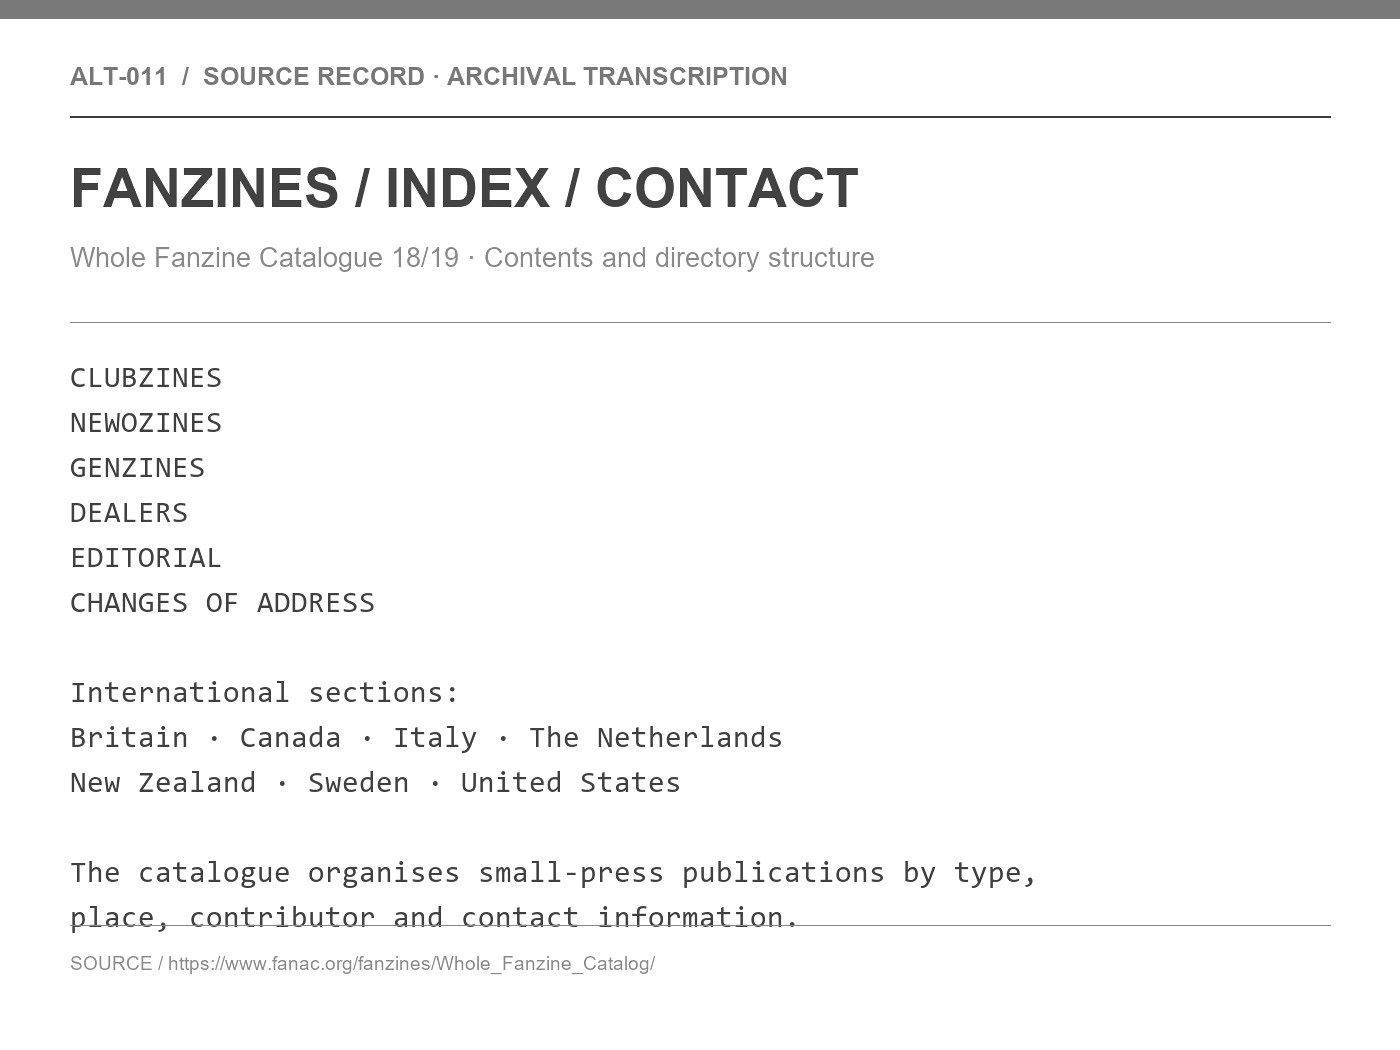 ALT-011 / SOURCE RECORD · ARCHIVAL TRANSCRIPTION
FANZINES / INDEX / CONTACT
Whole Fanzine Catalogue 18/19 · Contents and directory structure
CLUBZINES
NEWOZINES
GENZINES
DEALERS
EDITORIAL
CHANGES OF ADDRESS
International sections:
Britain · Canada · Italy · The Netherlands
New Zealand · Sweden · United States
The catalogue organises small-press publications by type,
place, contributor and contact information.
SOURCE / https://www.fanac.org/fanzines/Whole_Fanzine_Catalog/